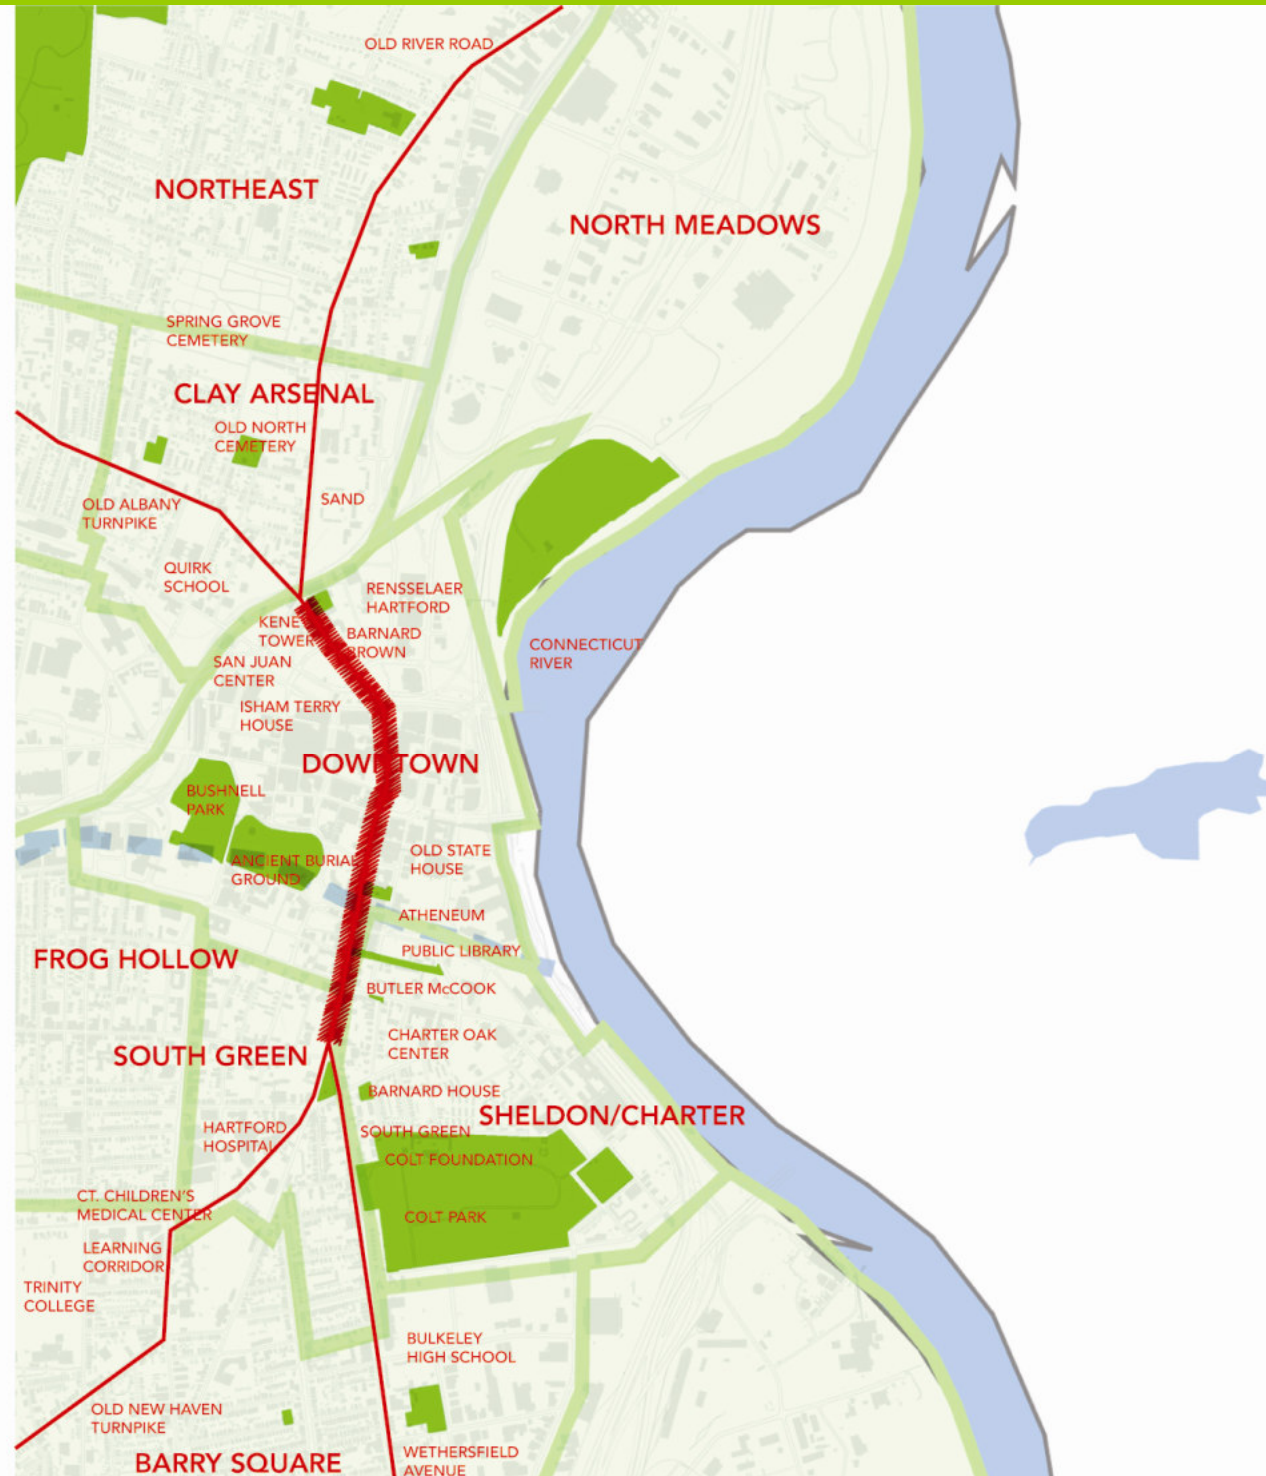 OLD RIVER ROAD
NORTHEAST
NORTH MEADOWS
SPRING GROVE
CEMETERY
CLAY ARSENAL
OLD NORTH
CEMETERY
SAND
OLD ALBANY
TURNPIKE
QUIRK
SCHOOL
RENSSELAER
HARTFORD
KENE
TOWER
BARNARD
BROWN
CONNECTICUT
RIVER
SAN JUAN
CENTER
ISHAM TERRY
HOUSE
DOWNTOWN
BUSHNELL
PARK
OLD STATE
HOUSE
ANCIENT BURIAL
GROUND
ATHENEUM
PUBLIC LIBRARY
FROG HOLLOW
BUTLER McCOOK
CHARTER OAK
CENTER
SOUTH GREEN
BARNARD HOUSE
SHELDON/CHARTER
HARTFORD
HOSPITAL
SOUTH GREEN
COLT FOUNDATION
CT. CHILDREN'S
MEDICAL CENTER
COLT PARK
LEARNING
CORRIDOR
TRINITY
COLLEGE
BULKELEY
HIGH SCHOOL
OLD NEW HAVEN
TURNPIKE
BARRY SQUARE
WETHERSFIELD
AVENUE